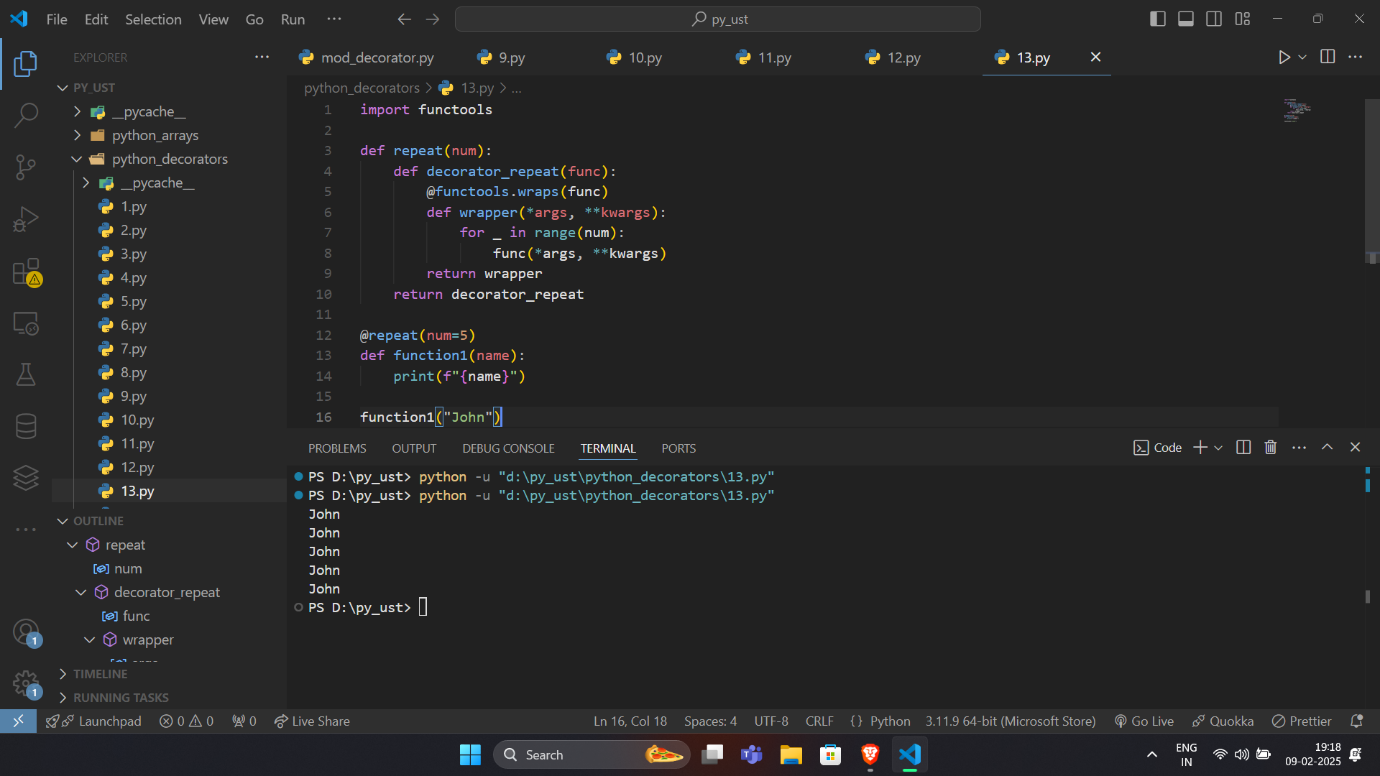 File Edit Selection View Go Run ··· py_ust
EXPLORER ···
PY_UST
__pycache__
python_arrays
python_decorators
__pycache__
1.py
2.py
3.py
4.py
5.py
6.py
7.py
8.py
9.py
10.py
11.py
12.py
13.py
OUTLINE
repeat
num
decorator_repeat
func
wrapper
TIMELINE
RUNNING TASKS
1
1
mod_decorator.py 9.py 10.py 11.py 12.py 13.py
python_decorators > 13.py > ...
1 import functools
2
3 def repeat(num):
4     def decorator_repeat(func):
5         @functools.wraps(func)
6         def wrapper(*args, **kwargs):
7             for _ in range(num):
8                 func(*args, **kwargs)
9         return wrapper
10     return decorator_repeat
11
12 @repeat(num=5)
13 def function1(name):
14     print(f"{name}")
15
16 function1("John")
PROBLEMS OUTPUT DEBUG CONSOLE TERMINAL PORTS Code
PS D:\py_ust> python -u "d:\py_ust\python_decorators\13.py"
PS D:\py_ust> python -u "d:\py_ust\python_decorators\13.py"
John
John
John
John
John
PS D:\py_ust>
Launchpad 0 0 0 Live Share Ln 16, Col 18 Spaces: 4 UTF-8 CRLF {} Python 3.11.9 64-bit (Microsoft Store) Go Live Quokka Prettier
Search ENG IN 19:18 09-02-2025